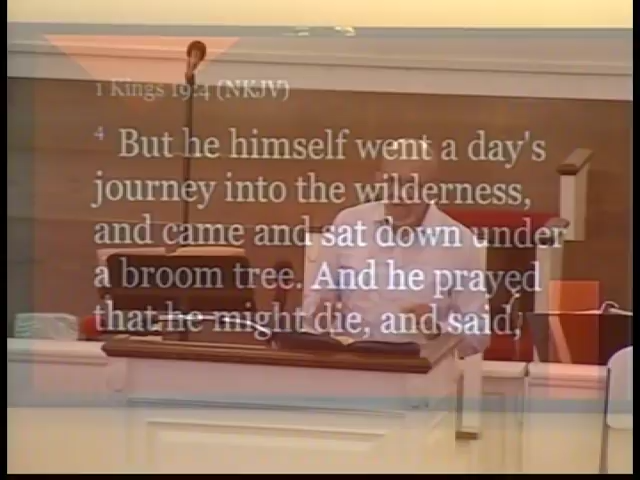 1 Kings 19:4 (NKJV)
4 But he himself went a day's
journey into the wilderness,
and came and sat down under
a broom tree. And he prayed
that he might die, and said,